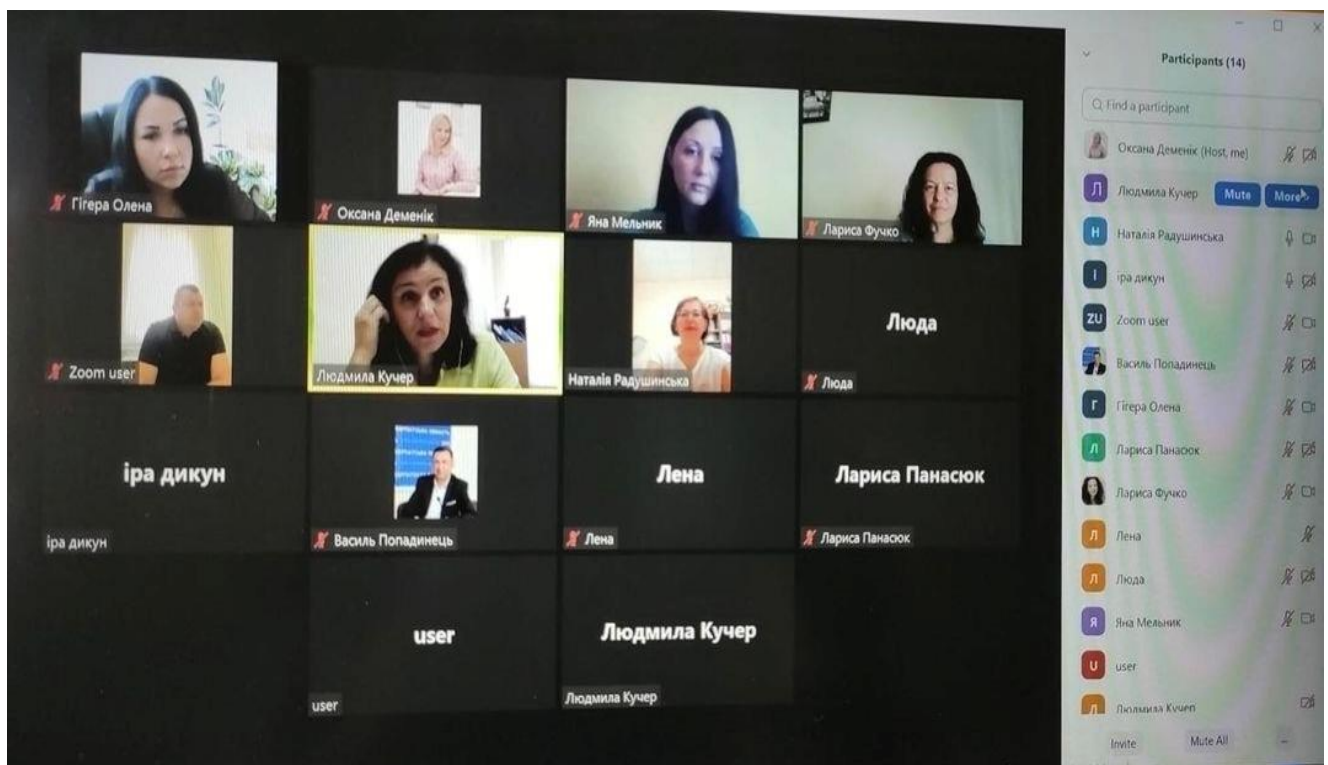 Гігера Олена
Оксана Деменік
Яна Мельник
Лариса Фучко
Zoom user
Людмила Кучер
Наталія Радушинська
Люда
Люда
іра дикун
іра дикун
Василь Попадинець
Лена
Лена
Лариса Панасюк
Лариса Панасюк
user
user
Людмила Кучер
Людмила Кучер
Participants (14)
Find a participant
Оксана Деменік (Host, me)
Л Людмила Кучер Mute More
Н Наталія Радушинська
І іра дикун
ZU Zoom user
Василь Попадинець
Г Гігера Олена
Л Лариса Панасюк
Лариса Фучко
Л Лена
Л Люда
Я Яна Мельник
U user
Л Людмила Кучер
Invite Mute All